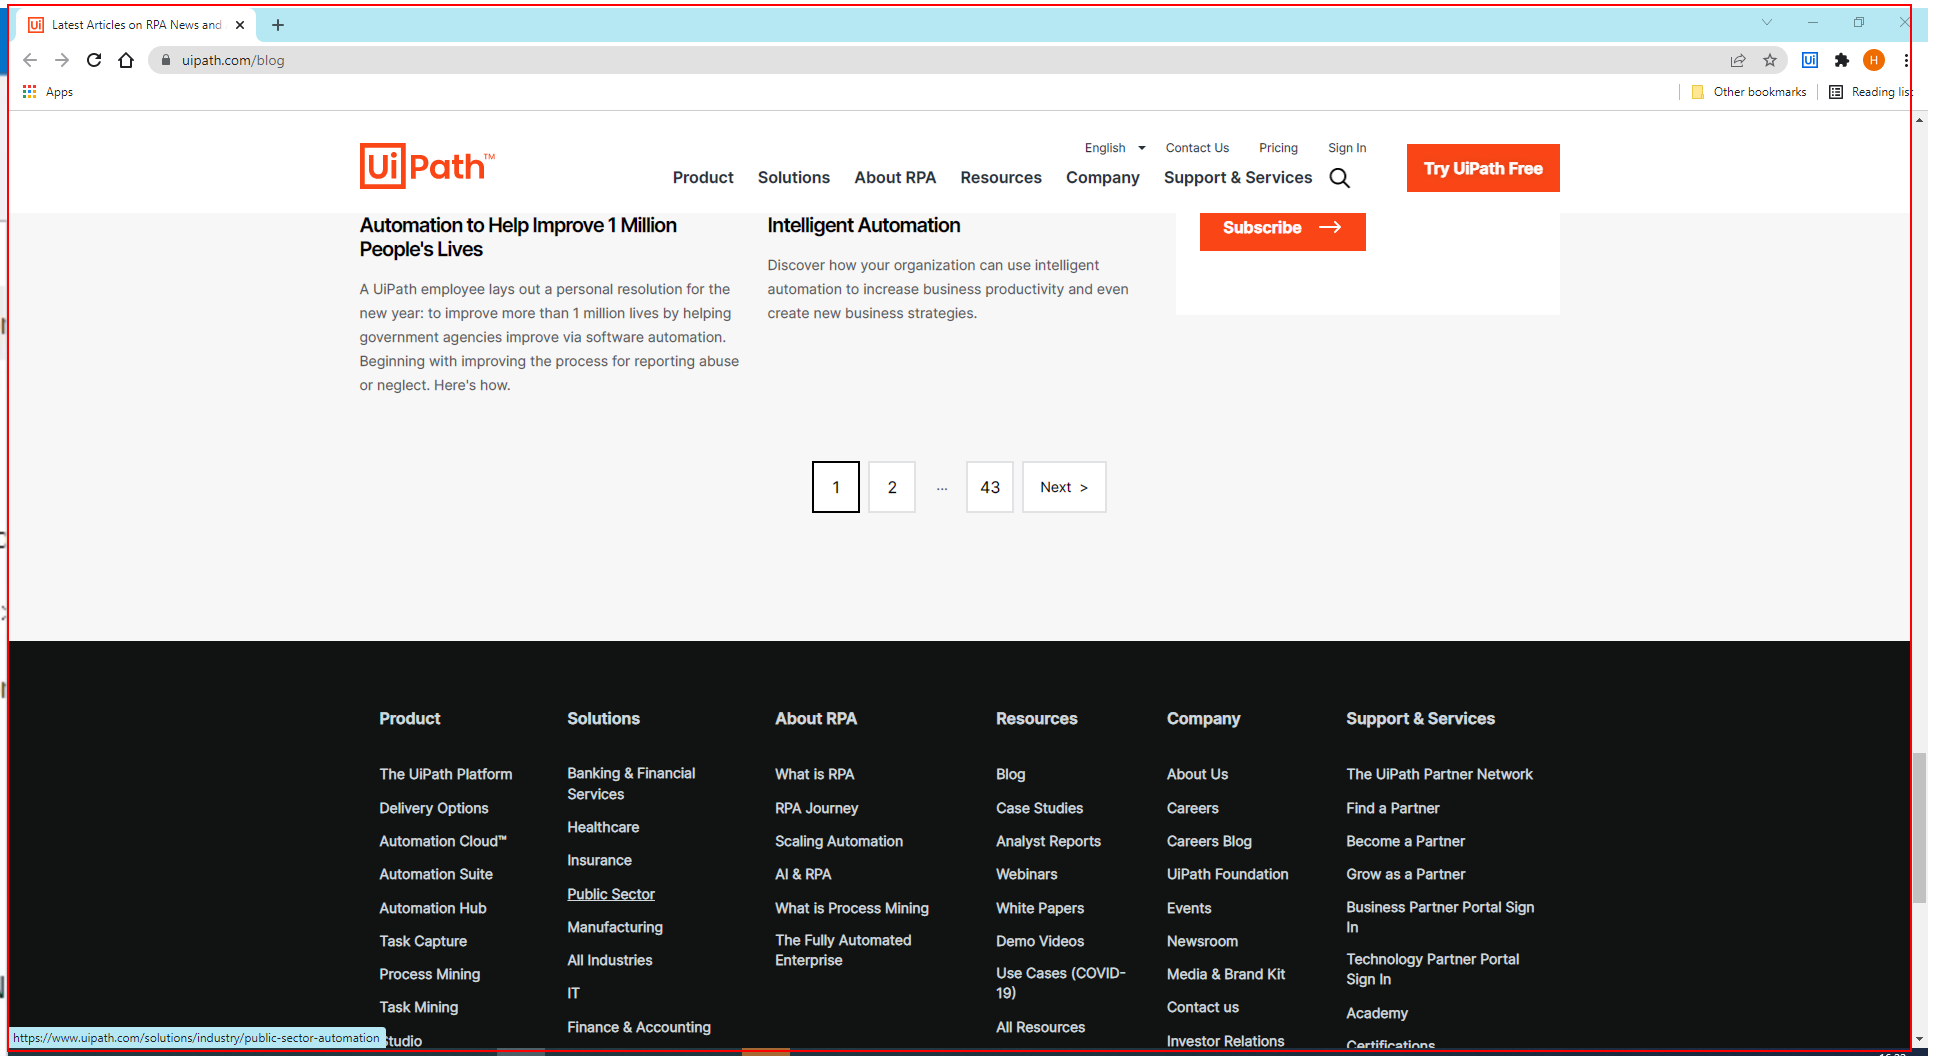 Latest Articles on RPA News and
uipath.com/blog
H
Apps
Other bookmarks
Reading list
UiPath™
English
Contact Us
Pricing
Sign In
Try UiPath Free
Product
Solutions
About RPA
Resources
Company
Support & Services
Automation to Help Improve 1 Million
People's Lives
A UiPath employee lays out a personal resolution for the
new year: to improve more than 1 million lives by helping
government agencies improve via software automation.
Beginning with improving the process for reporting abuse
or neglect. Here's how.
Intelligent Automation
Discover how your organization can use intelligent
automation to increase business productivity and even
create new business strategies.
Subscribe
1
2
...
43
Next >
Product
The UiPath Platform
Delivery Options
Automation Cloud™
Automation Suite
Automation Hub
Task Capture
Process Mining
Task Mining
Studio
Solutions
Banking & Financial
Services
Healthcare
Insurance
Public Sector
Manufacturing
All Industries
IT
Finance & Accounting
About RPA
What is RPA
RPA Journey
Scaling Automation
AI & RPA
What is Process Mining
The Fully Automated
Enterprise
Resources
Blog
Case Studies
Analyst Reports
Webinars
White Papers
Demo Videos
Use Cases (COVID-
19)
All Resources
Company
About Us
Careers
Careers Blog
UiPath Foundation
Events
Newsroom
Media & Brand Kit
Contact us
Investor Relations
Support & Services
The UiPath Partner Network
Find a Partner
Become a Partner
Grow as a Partner
Business Partner Portal Sign
In
Technology Partner Portal
Sign In
Academy
Certifications
https://www.uipath.com/solutions/industry/public-sector-automation